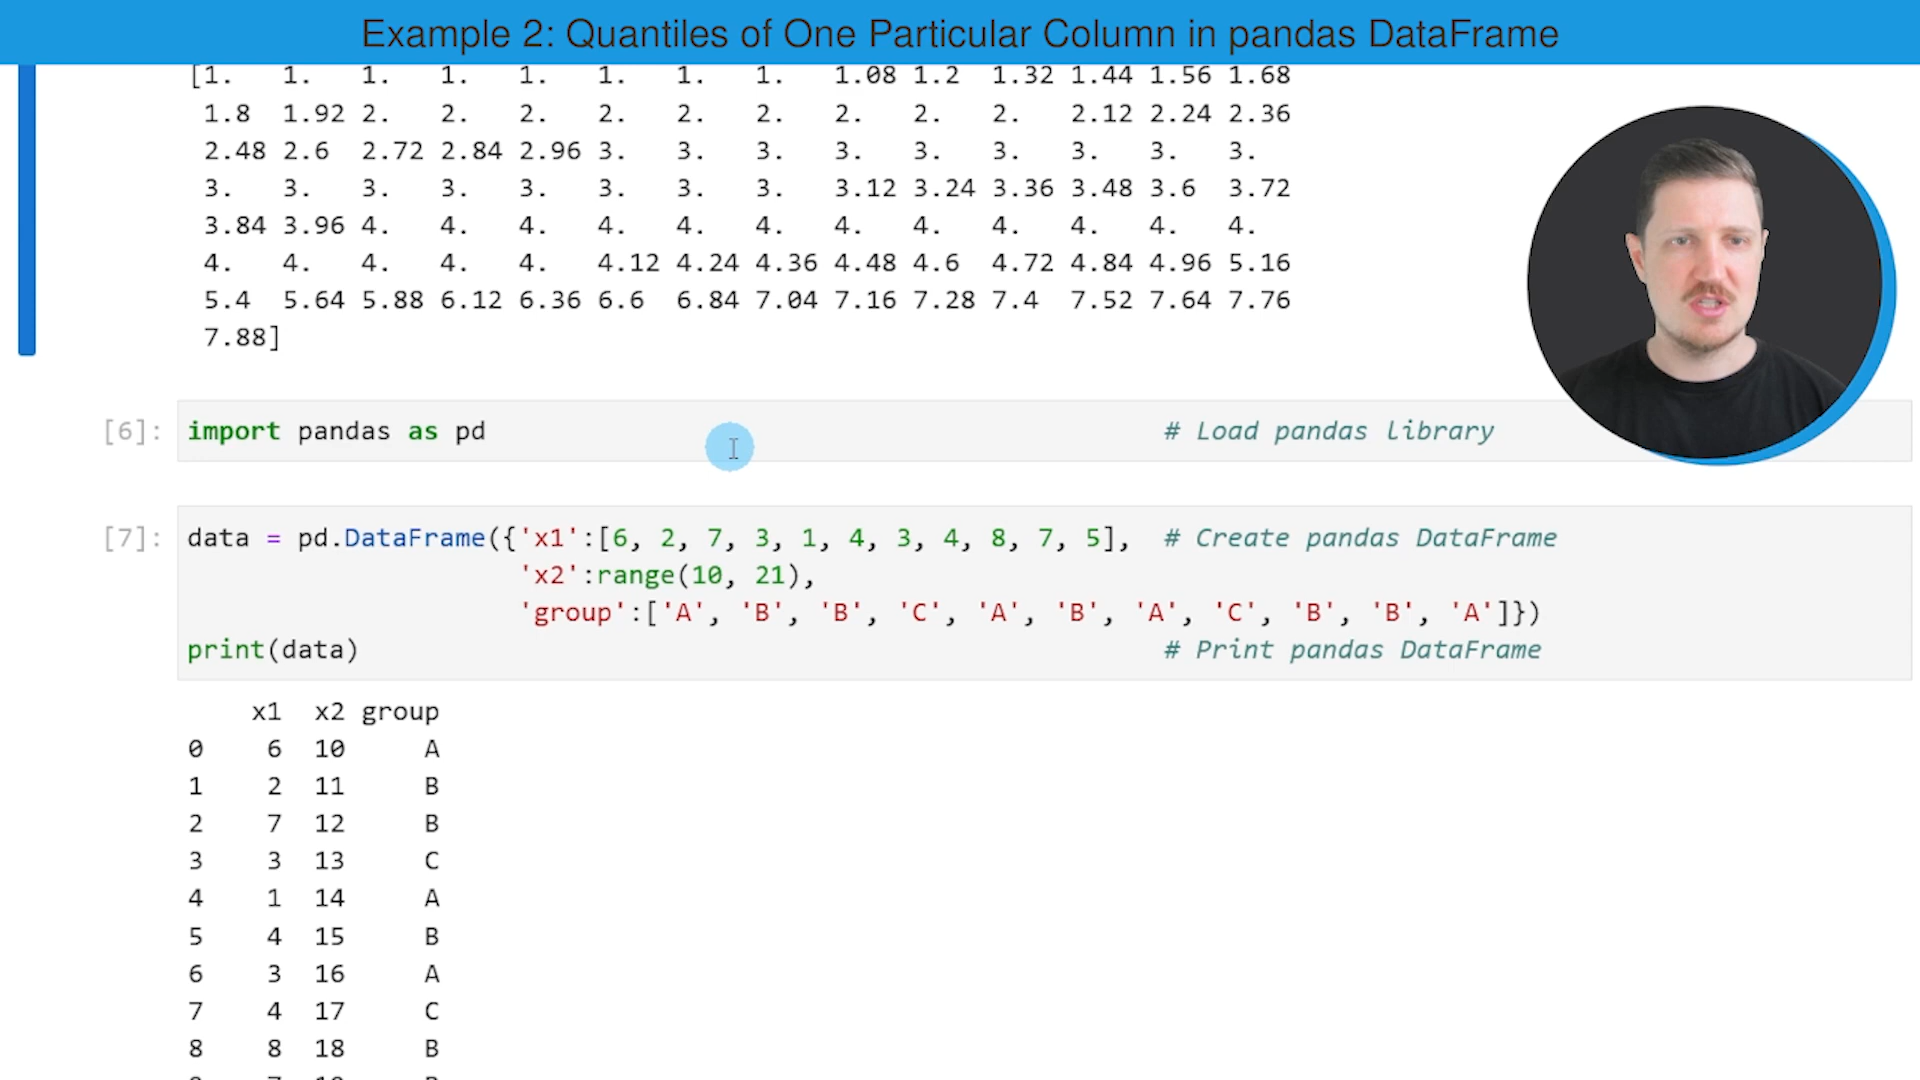 Example 2: Quantiles of One Particular Column in pandas DataFrame
[1. 1. 1. 1. 1. 1. 1. 1. 1.08 1.2 1.32 1.44 1.56 1.68
1.8 1.92 2. 2. 2. 2. 2. 2. 2. 2. 2. 2.12 2.24 2.36
2.48 2.6 2.72 2.84 2.96 3. 3. 3. 3. 3. 3. 3. 3. 3.
3. 3. 3. 3. 3. 3. 3. 3. 3.12 3.24 3.36 3.48 3.6 3.72
3.84 3.96 4. 4. 4. 4. 4. 4. 4. 4. 4. 4. 4. 4.
4. 4. 4. 4. 4. 4.12 4.24 4.36 4.48 4.6 4.72 4.84 4.96 5.16
5.4 5.64 5.88 6.12 6.36 6.6 6.84 7.04 7.16 7.28 7.4 7.52 7.64 7.76
7.88]
[6]: import pandas as pd # Load pandas library
[7]: data = pd.DataFrame({'x1':[6, 2, 7, 3, 1, 4, 3, 4, 8, 7, 5], # Create pandas DataFrame
'x2':range(10, 21),
'group':['A', 'B', 'B', 'C', 'A', 'B', 'A', 'C', 'B', 'B', 'A']})
print(data) # Print pandas DataFrame
x1 x2 group
0 6 10 A
1 2 11 B
2 7 12 B
3 3 13 C
4 1 14 A
5 4 15 B
6 3 16 A
7 4 17 C
8 8 18 B